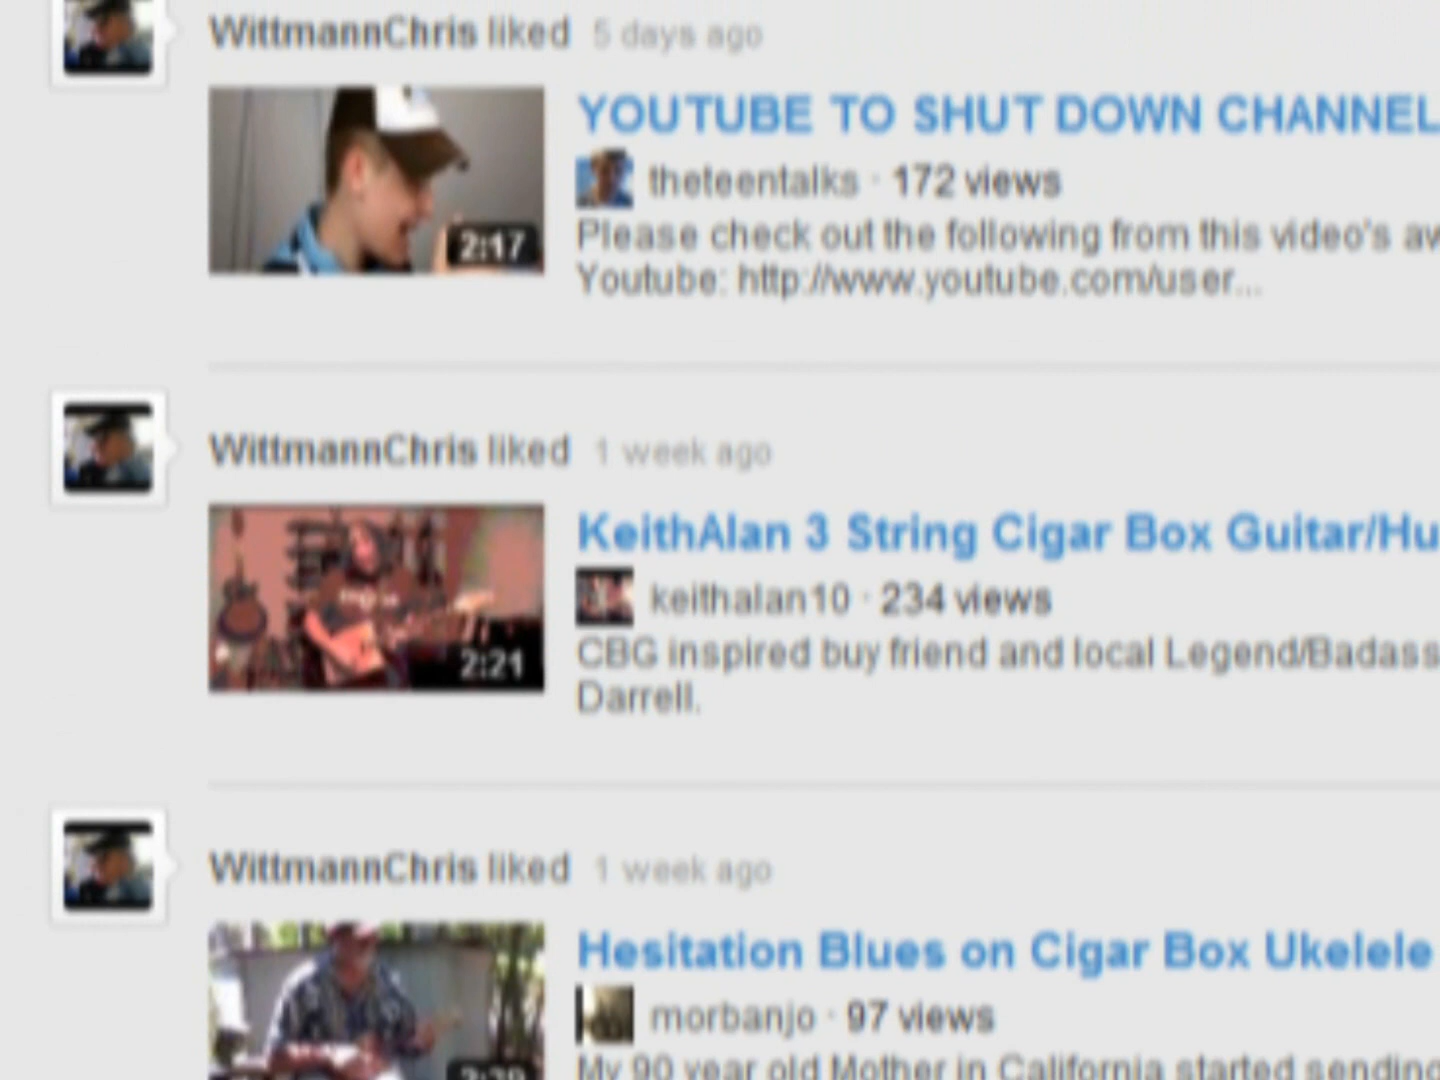 WittmannChris liked 5 days ago
YOUTUBE TO SHUT DOWN CHANNEL
theteentalks · 172 views
2:17
Please check out the following from this video's aw
Youtube: http://www.youtube.com/user...
WittmannChris liked 1 week ago
KeithAlan 3 String Cigar Box Guitar/Hu
keithalan10 · 234 views
2:21
CBG inspired buy friend and local Legend/Badass
Darrell.
WittmannChris liked 1 week ago
Hesitation Blues on Cigar Box Ukelele
morbanjo · 97 views
My 90 year old Mother in California started sending